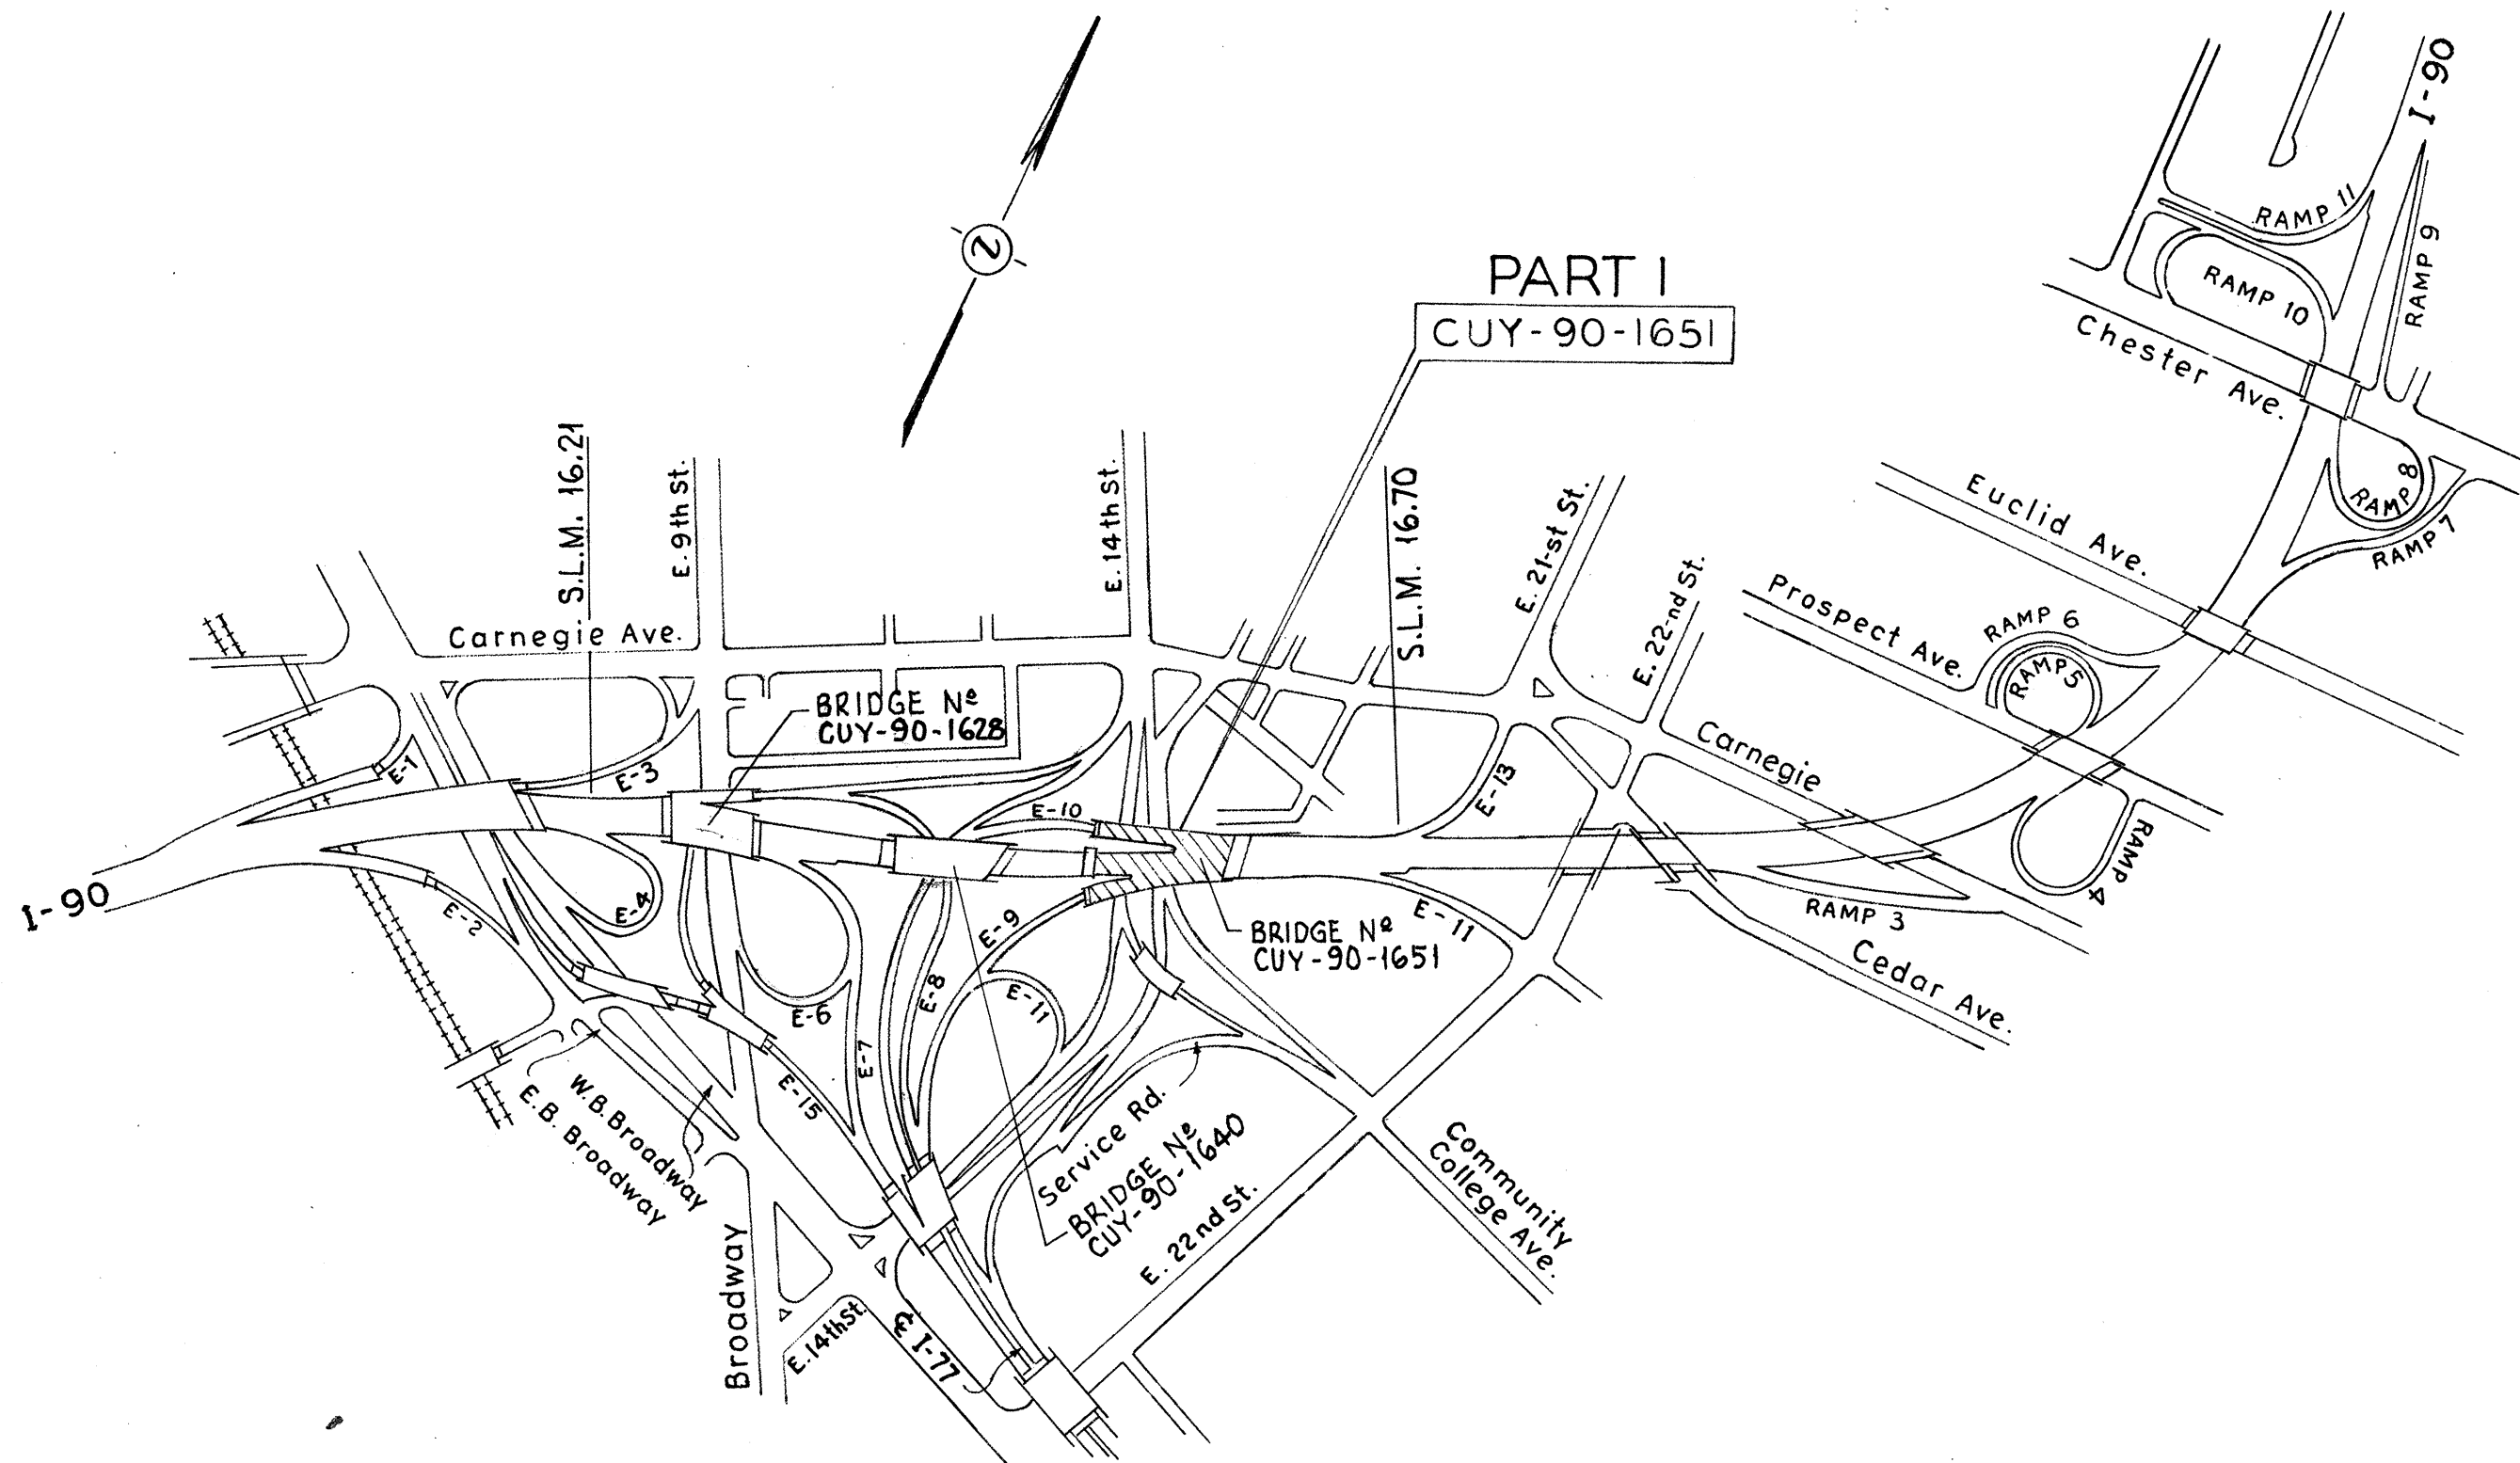 I-90
RAMP 11
RAMP 9
RAMP 10
PART 1
CUY-90-1651
Chester Ave.
S.L.M. 16.21
E. 9th St.
E. 14th St.
S.L.M. 16.70
E. 21-st St.
E. 22-nd St.
Euclid Ave.
RAMP 8
RAMP 7
Prospect Ave.
RAMP 6
RAMP 5
Carnegie Ave.
BRIDGE Nº
CUY-90-1628
Carnegie
E-1
E-3
E-10
E-13
RAMP 4
I-90
E-2
E-4
E-9
BRIDGE Nº
CUY-90-1651
E-11
RAMP 3
Cedar Ave.
E-6
E-8
E-11
E-7
E-15
W.B. Broadway
E.B. Broadway
Service Rd.
BRIDGE Nº
CUY-90-1640
E. 22nd St.
Community
College Ave.
Broadway
E. 14th St.
℄ I-77